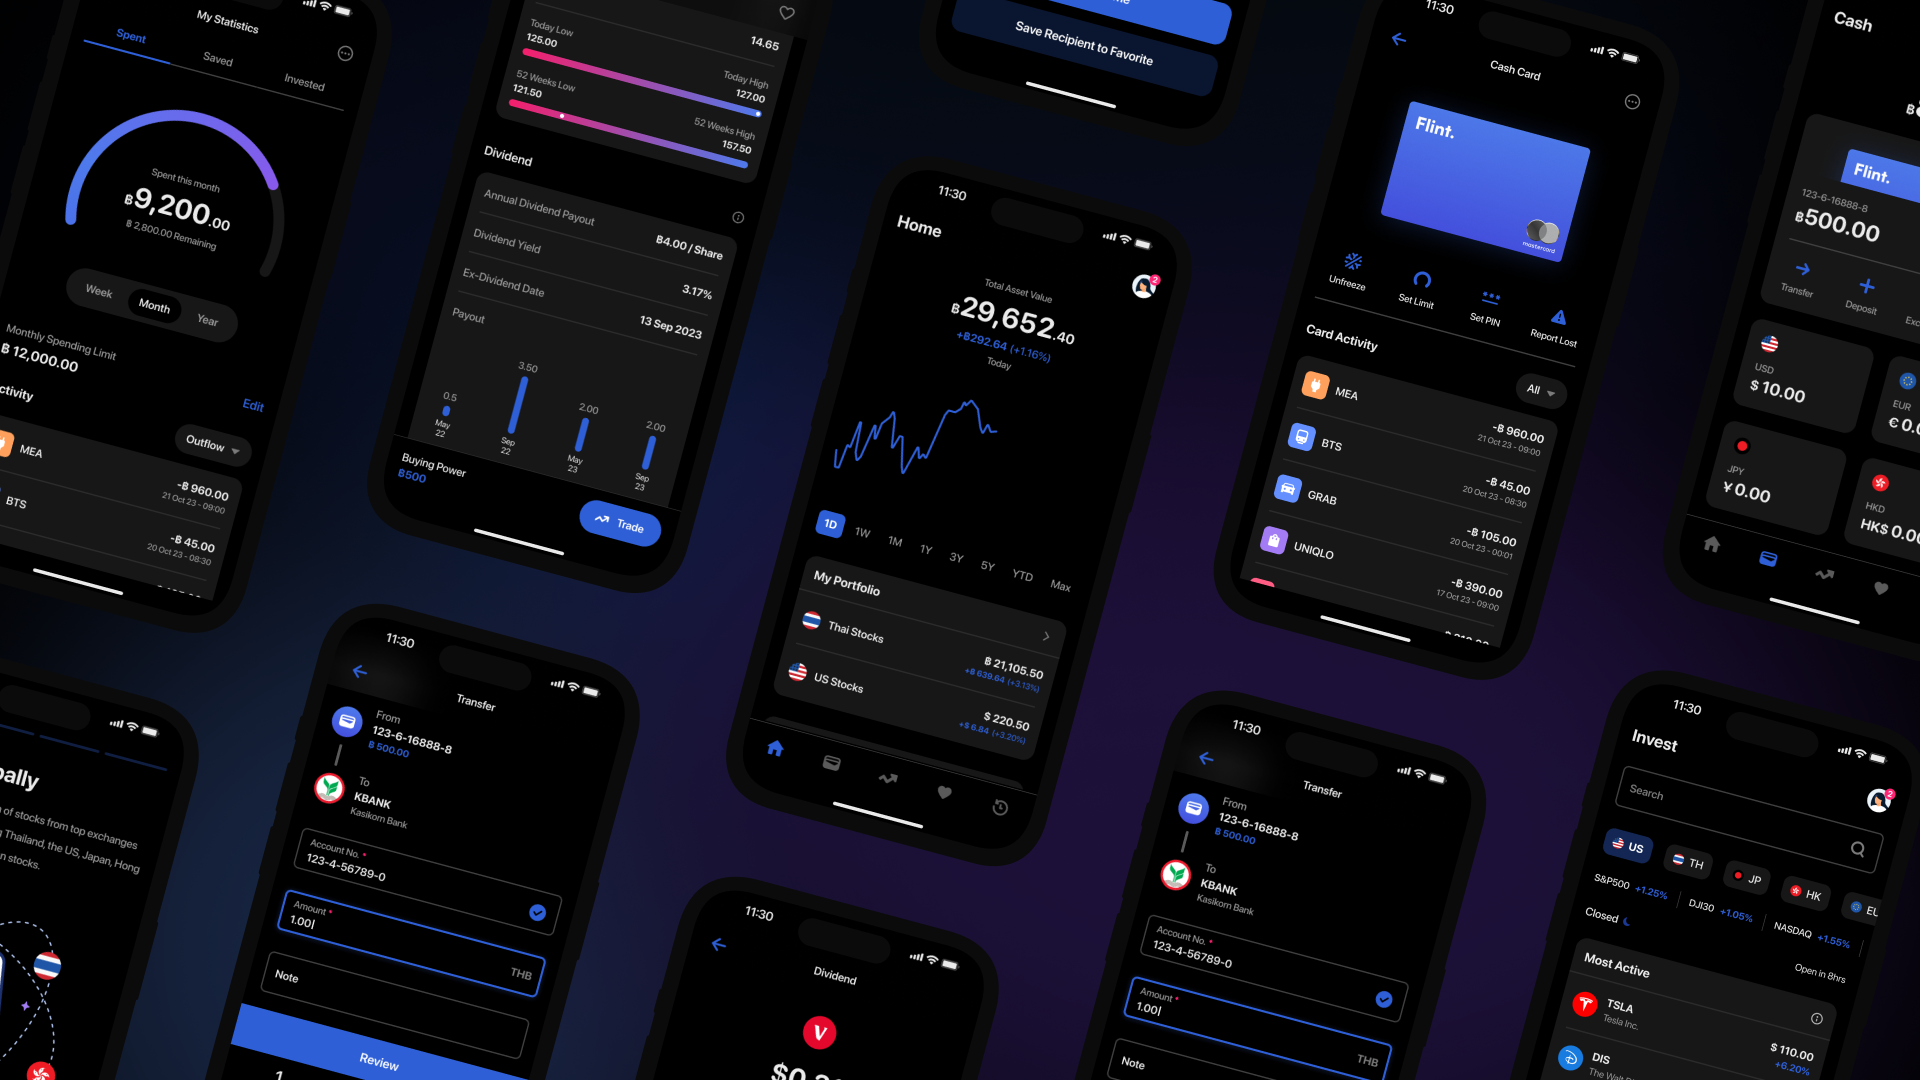 My Statistics
Spent
Saved
Invested
Spent this month
฿9,200.00
฿ 2,800.00 Remaining
Week
Month
Year
Monthly Spending Limit
฿ 12,000.00
Edit
Outflow
MEA
-฿ 960.00
21 Oct 23 - 09:00
BTS
-฿ 45.00
20 Oct 23 - 08:30
14.65
Today Low
125.00
Today High
127.00
52 Weeks Low
121.50
52 Weeks High
157.50
Dividend
Annual Dividend Payout
฿4.00 / Share
Dividend Yield
3.17%
Ex-Dividend Date
13 Sep 2023
Payout
0.5
May
22
3.50
Sep
22
2.00
May
23
2.00
Sep
23
Buying Power
฿500
Trade
Save Recipient to Favorite
11:30
Home
2
Total Asset Value
฿29,652.40
+฿292.64 (+1.16%)
Today
1D
1W
1M
1Y
3Y
5Y
YTD
Max
My Portfolio
Thai Stocks
฿ 21,105.50
+฿ 639.64 (+3.13%)
US Stocks
$ 220.50
+$ 6.84 (+3.20%)
11:30
Cash Card
Flint.
mastercard
Unfreeze
Set Limit
Set PIN
Report Lost
Card Activity
All
MEA
-฿ 960.00
21 Oct 23 - 09:00
BTS
-฿ 45.00
20 Oct 23 - 08:30
GRAB
-฿ 105.00
20 Oct 23 - 00:01
UNIQLO
-฿ 390.00
17 Oct 23 - 09:00
Cash
Flint.
123-6-16888-8
฿500.00
Transfer
Deposit
USD
$ 10.00
EUR
JPY
¥ 0.00
HKD
HK$ 0.0
of stocks from top exchanges
Thailand, the US, Japan, Hong
stocks.
11:30
Transfer
From
123-6-16888-8
฿ 500.00
To
KBANK
Kasikorn Bank
Account No. *
123-4-56789-0
Amount *
1.00
THB
Note
Review
1
11:30
Dividend
11:30
Transfer
From
123-6-16888-8
฿ 500.00
To
KBANK
Kasikorn Bank
Account No. *
123-4-56789-0
Amount *
1.00
THB
Note
11:30
Invest
2
Search
US
TH
JP
HK
EU
S&P500 +1.25%
DJI30 +1.05%
NASDAQ +1.55%
Closed
Open in 8hrs
Most Active
TSLA
Tesla Inc.
$ 110.00
+6.20%
DIS
The Walt